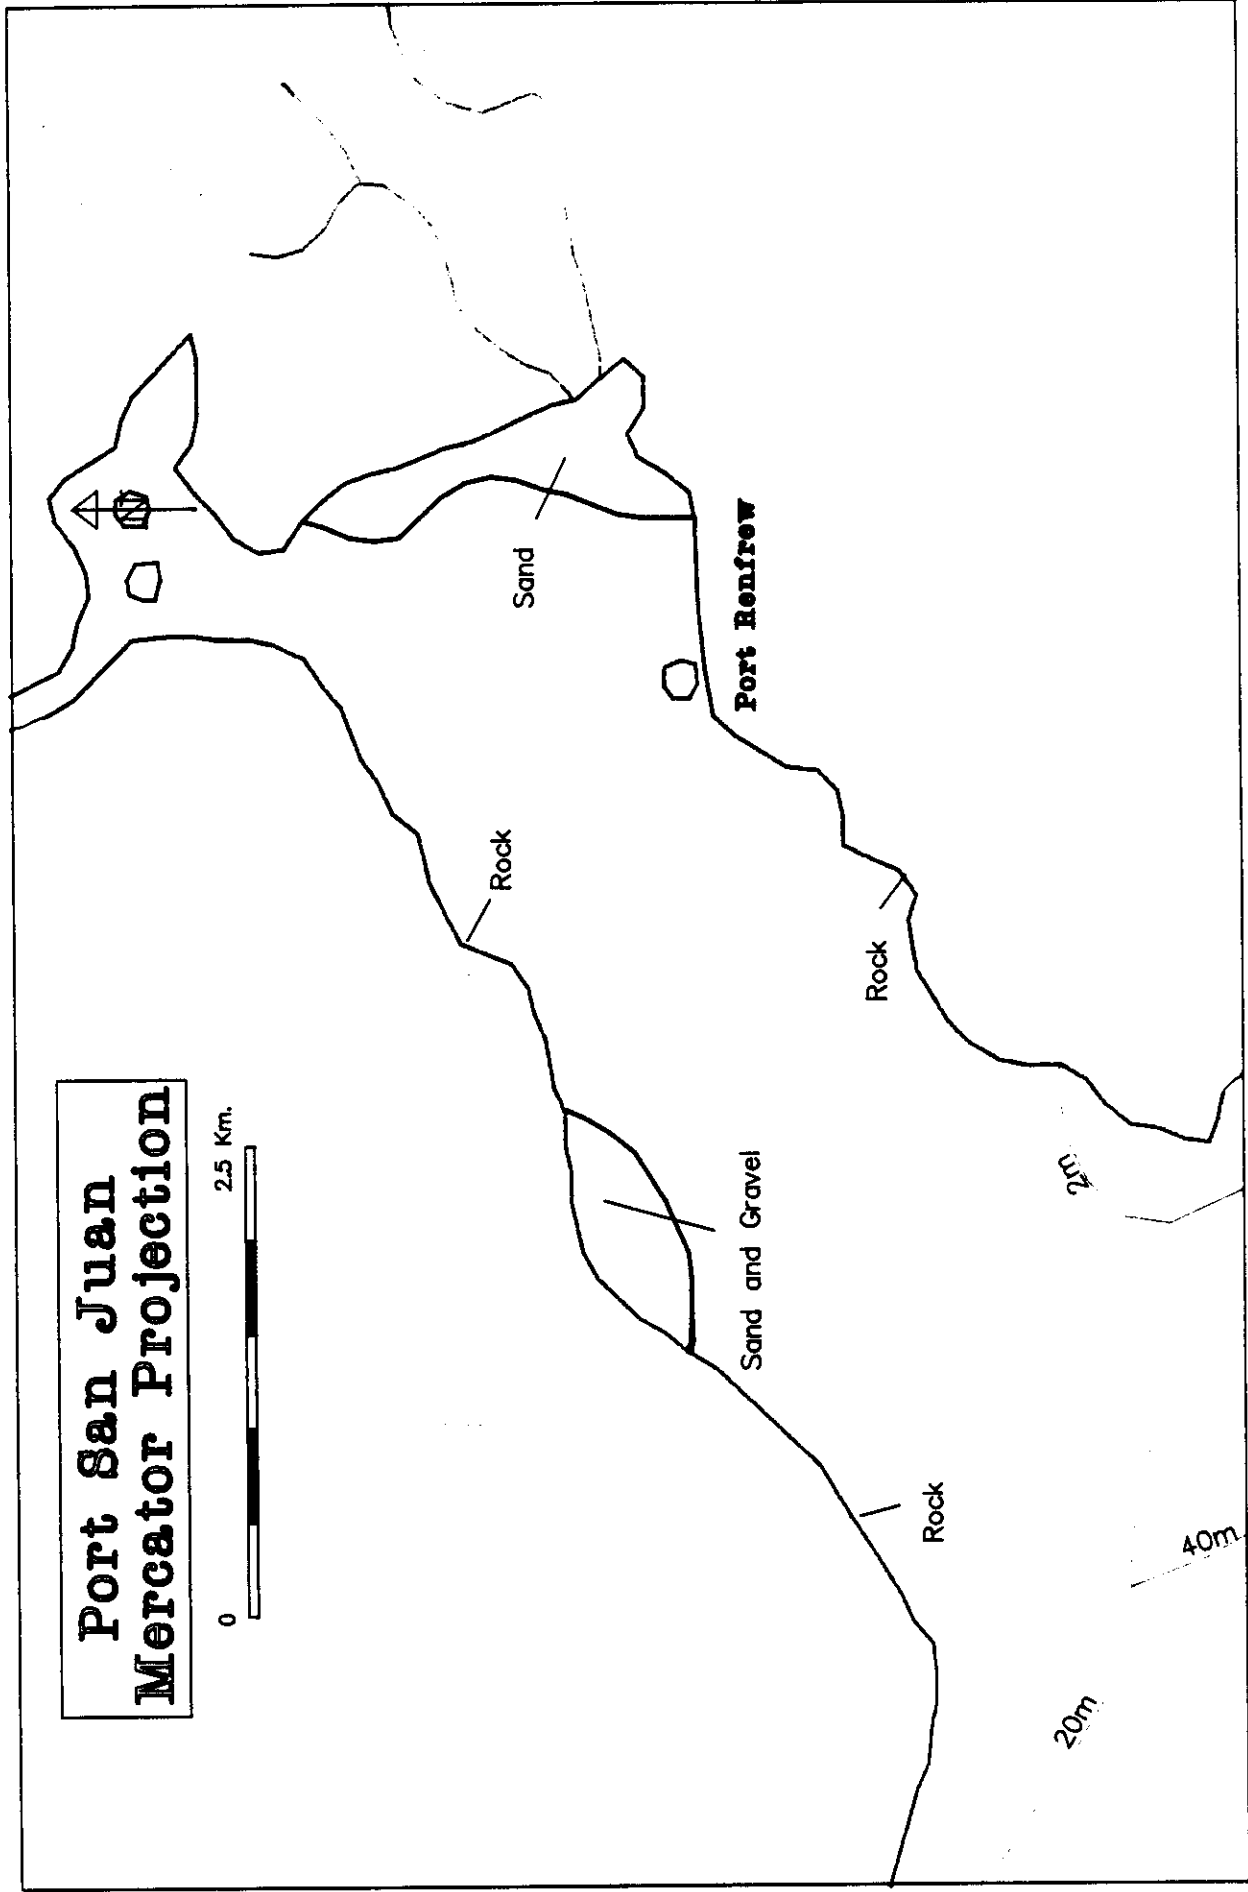 Port San Juan
Mercator Projection
0 2.5 Km.
N
Sand
Port Renfrew
Rock
Rock
Sand and Gravel
Rock
2m
40m
20m